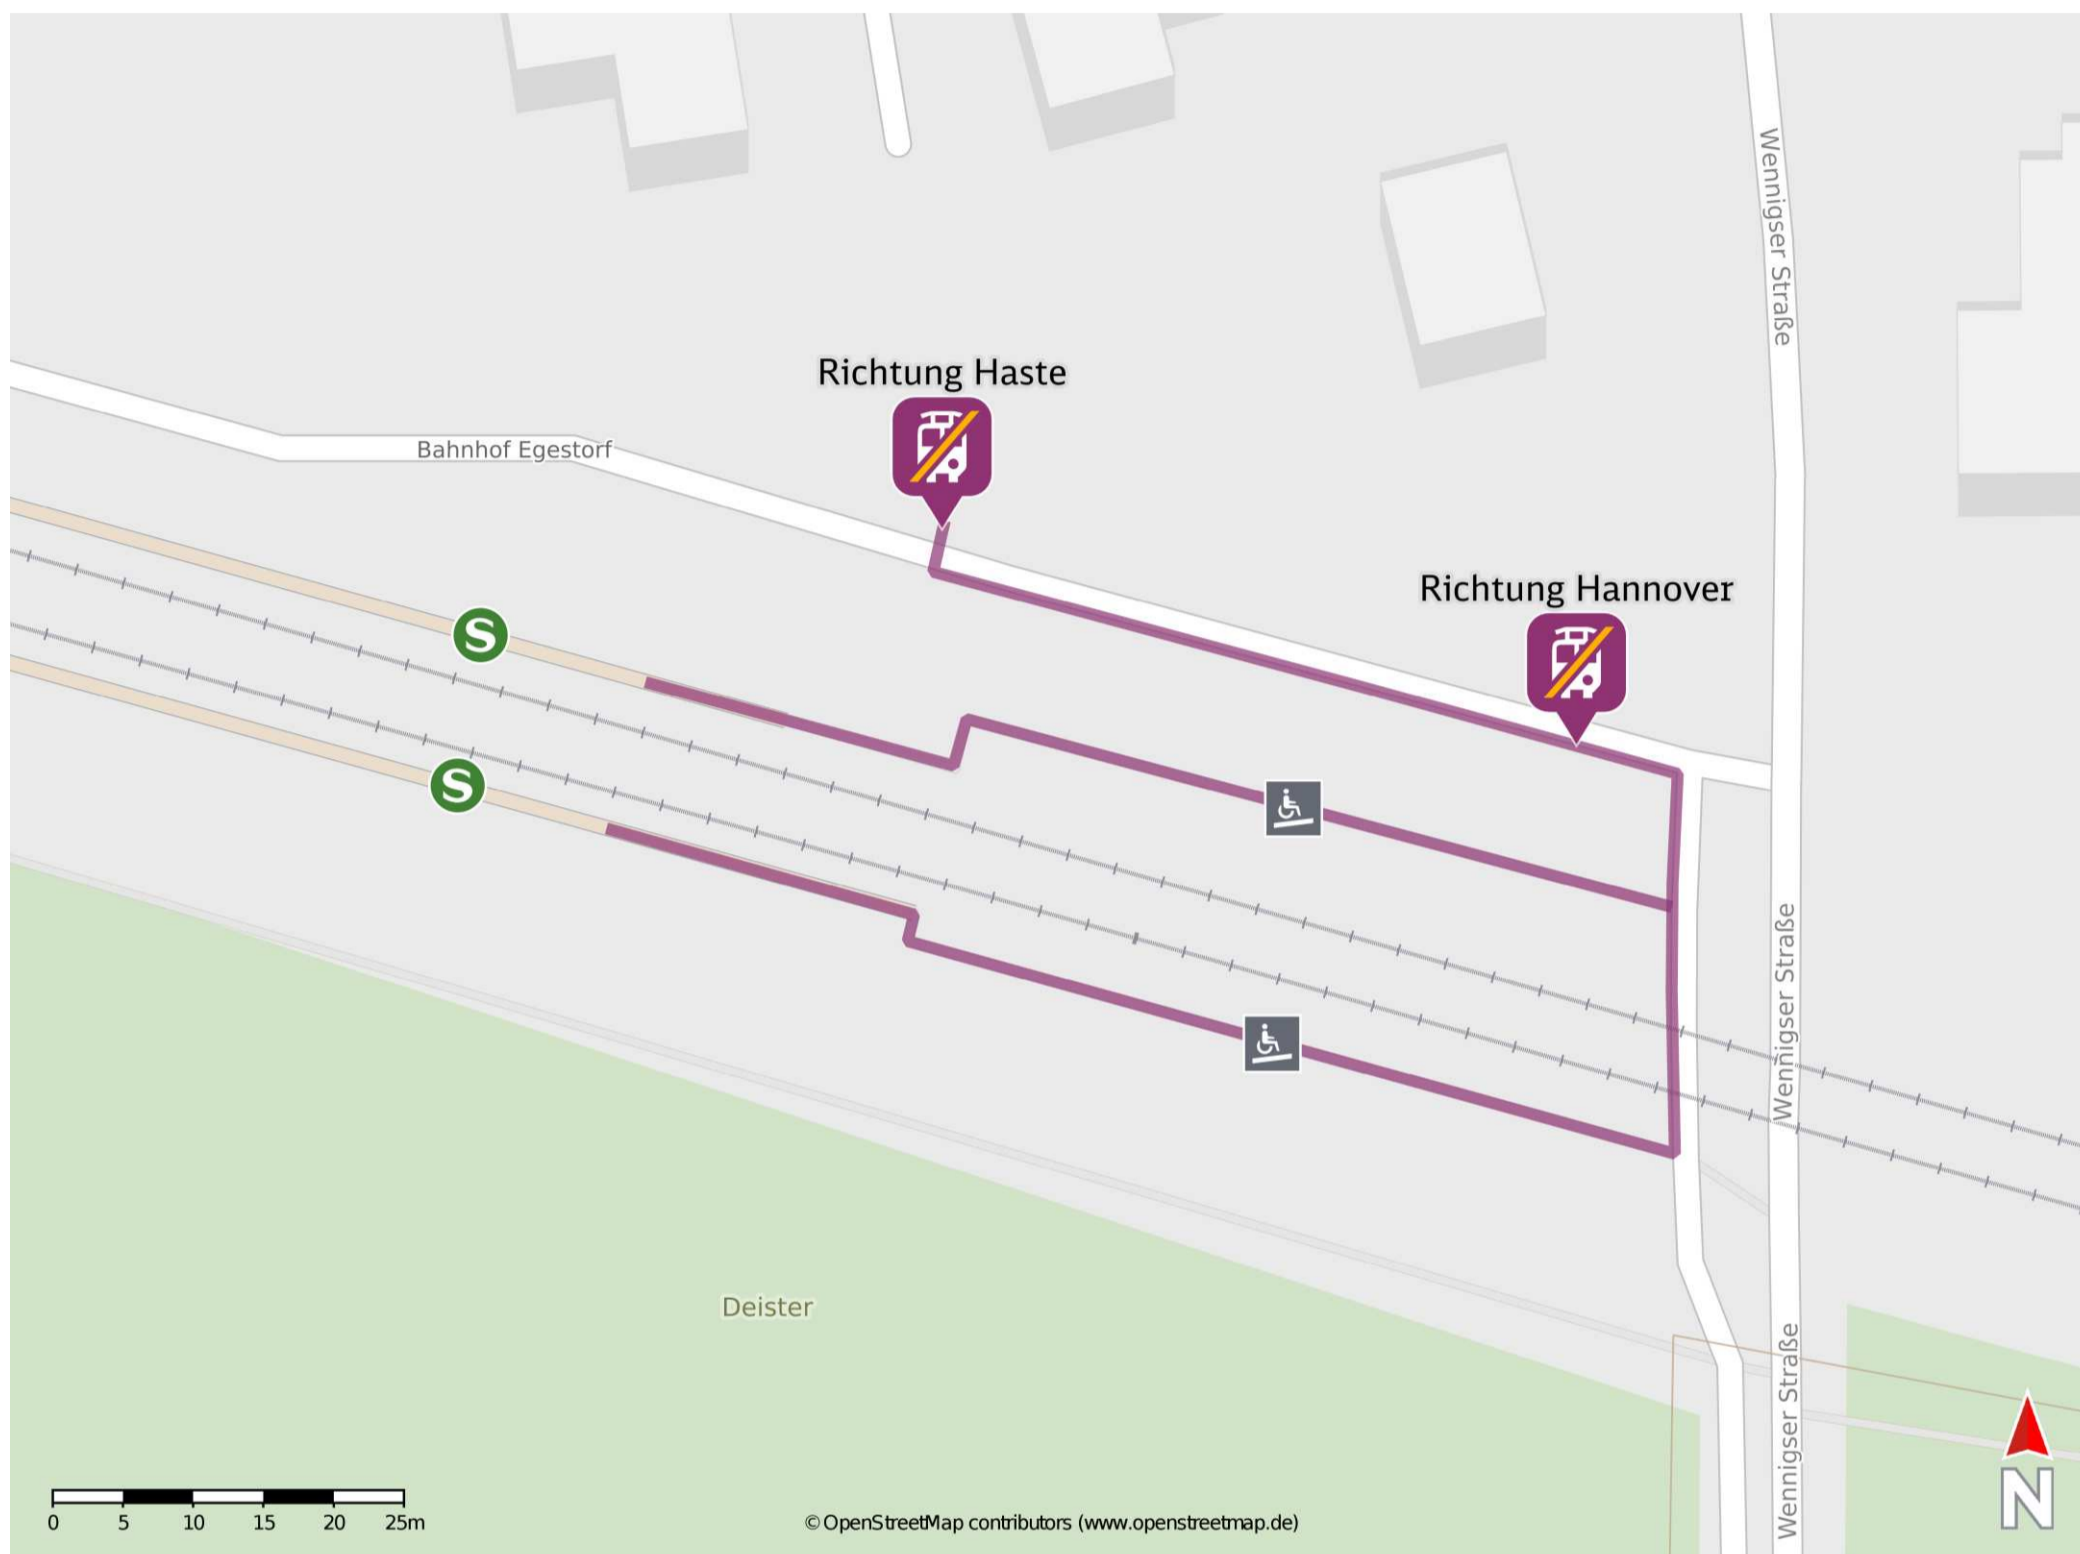 Wennigser Straße
Richtung Haste
Bahnhof Egestorf
Richtung Hannover
S
S
Wennigser Straße
Deister
Wennigser Straße
N
0 5 10 15 20 25m
© OpenStreetMap contributors (www.openstreetmap.de)